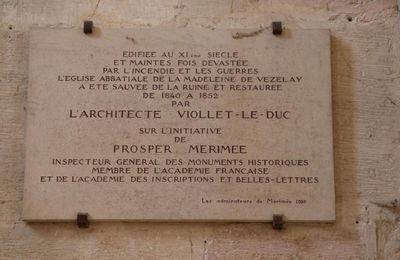 EDIFIEE AU XIème SIECLE
ET MAINTES FOIS DEVASTÉE
PAR L'INCENDIE ET LES GUERRES
L'EGLISE ABBATIALE DE LA MADELEINE DE VEZELAY
A ETE SAUVEE DE LA RUINE ET RESTAUREE
DE 1840 A 1852
PAR
L'ARCHITECTE VIOLLET-LE-DUC
SUR L'INITIATIVE
DE
PROSPER MERIMEE
INSPECTEUR GENERAL DES MONUMENTS HISTORIQUES
MEMBRE DE L'ACADEMIE FRANCAISE
ET DE L'ACADEMIE DES INSCRIPTIONS ET BELLES-LETTRES
Les admirateurs de Merimée